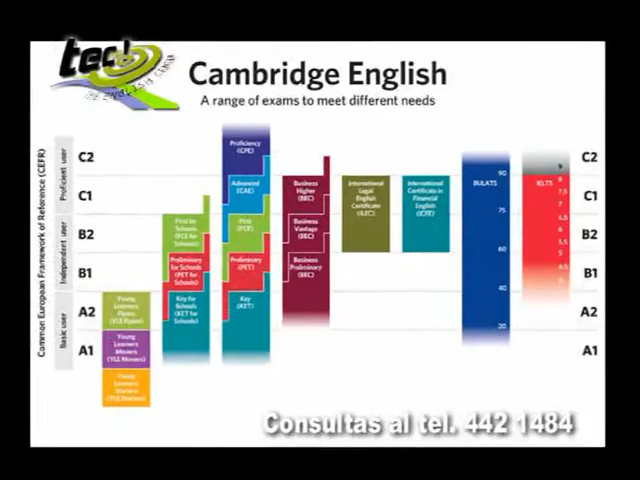 tec!
THE ENGLISH CORP
Cambridge English
A range of exams to meet different needs
Common European Framework of Reference (CEFR)
Proficient user
Independent user
Basic user
C2
C1
B2
B1
A2
A1
Young
Learners
Flyers
(YLE Flyers)
Young
Learners
Movers
(YLE Movers)
Young
Learners
Starters
(YLE Starters)
First for
Schools
(FCE for
Schools)
Preliminary
for Schools
(PET for
Schools)
Key for
Schools
(KET for
Schools)
Proficiency
(CPE)
Advanced
(CAE)
First
(FCE)
Preliminary
(PET)
Key
(KET)
Business
Higher
(BEC)
Business
Vantage
(BEC)
Business
Preliminary
(BEC)
International
Legal
English
Certificate
(ILEC)
International
Certificate in
Financial
English
(ICFE)
BULATS
90
75
60
40
20
IELTS
9
8
7.5
7
6.5
6
5.5
5
4.5
C2
C1
B2
B1
A2
A1
Consultas al tel. 442 1484